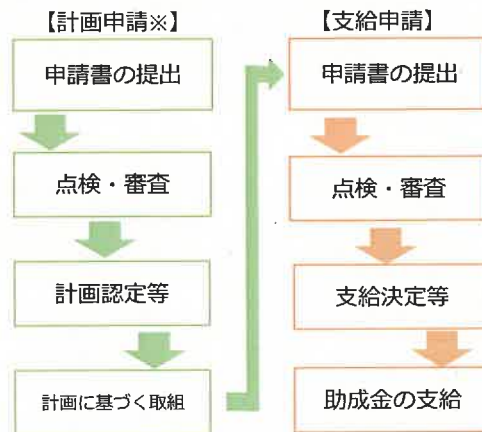 【計画申請※】
申請書の提出
点検・審査
計画認定等
計画に基づく取組
【支給申請】
申請書の提出
点検・審査
支給決定等
助成金の支給